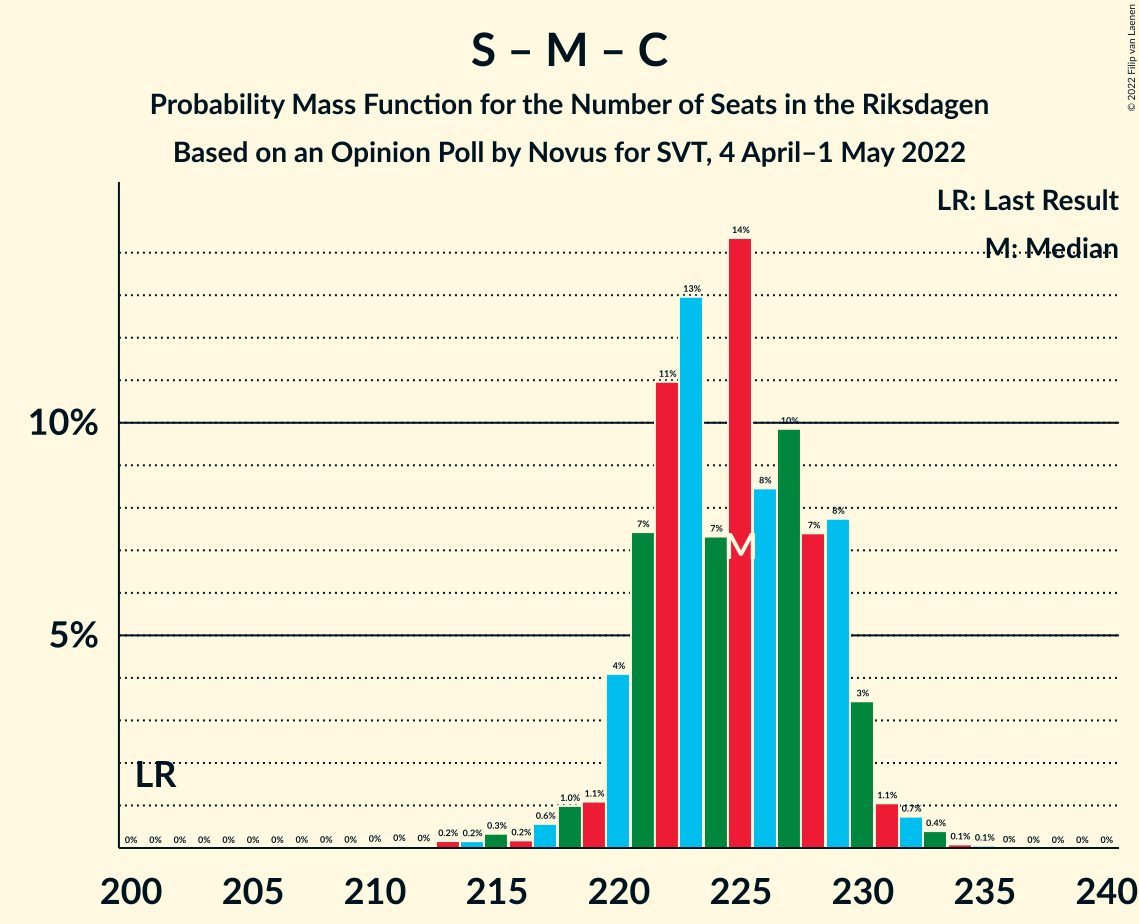 S – M – C
Probability Mass Function for the Number of Seats in the Riksdagen
Based on an Opinion Poll by Novus for SVT, 4 April–1 May 2022
© 2022 Filip van Laenen
LR: Last Result
M: Median
14%
13%
11%
10%
10%
8%
8%
7%
7%
7%
M
5%
4%
3%
LR
0% 0% 0% 0% 0% 0% 0% 0% 0% 0% 0% 0% 0% 0.2% 0.2% 0.3% 0.2% 0.6% 1.0% 1.1% 1.1% 0.7% 0.4% 0.1% 0.1% 0% 0% 0% 0% 0%
200 205 210 215 220 225 230 235 240